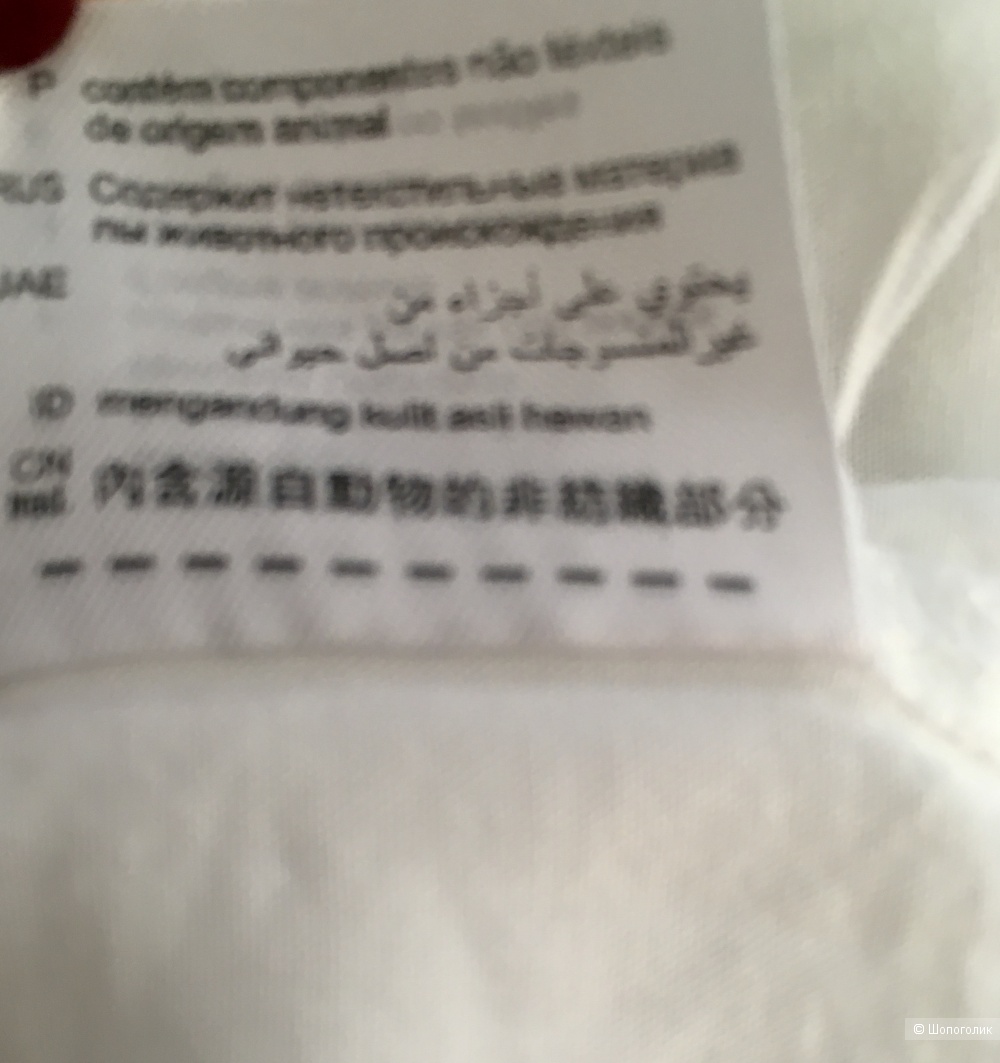 P contém componentes não têxteis
de origem animal
RUS Содержит нетекстильные материа
лы животного происхождения
UAE يحتوي على أجزاء من
غير المنسوجات من أصل حيواني
ID mengandung kulit asli hewan
CN 內含源自動物的非紡織部分
© Шопоголик